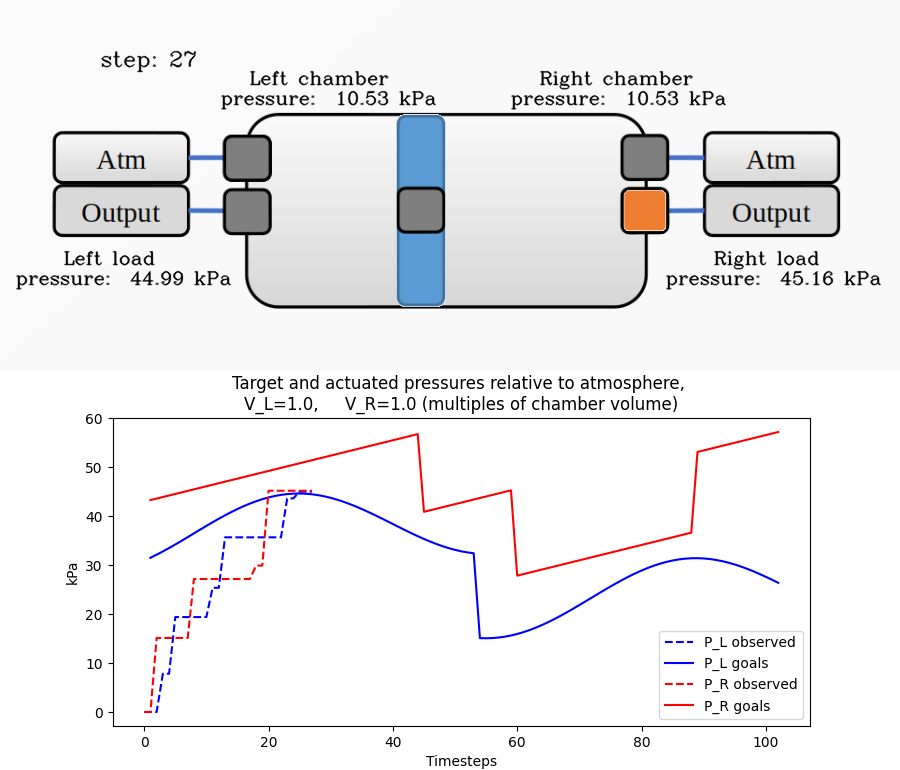 step: 27
Left chamber
pressure: 10.53 kPa
Right chamber
pressure: 10.53 kPa
Atm
Output
Atm
Output
Left load
pressure: 44.99 kPa
Right load
pressure: 45.16 kPa
Target and actuated pressures relative to atmosphere,
V_L=1.0, V_R=1.0 (multiples of chamber volume)
60
50
40
30
20
10
0
kPa
P_L observed
P_L goals
P_R observed
P_R goals
0 20 40 60 80 100
Timesteps